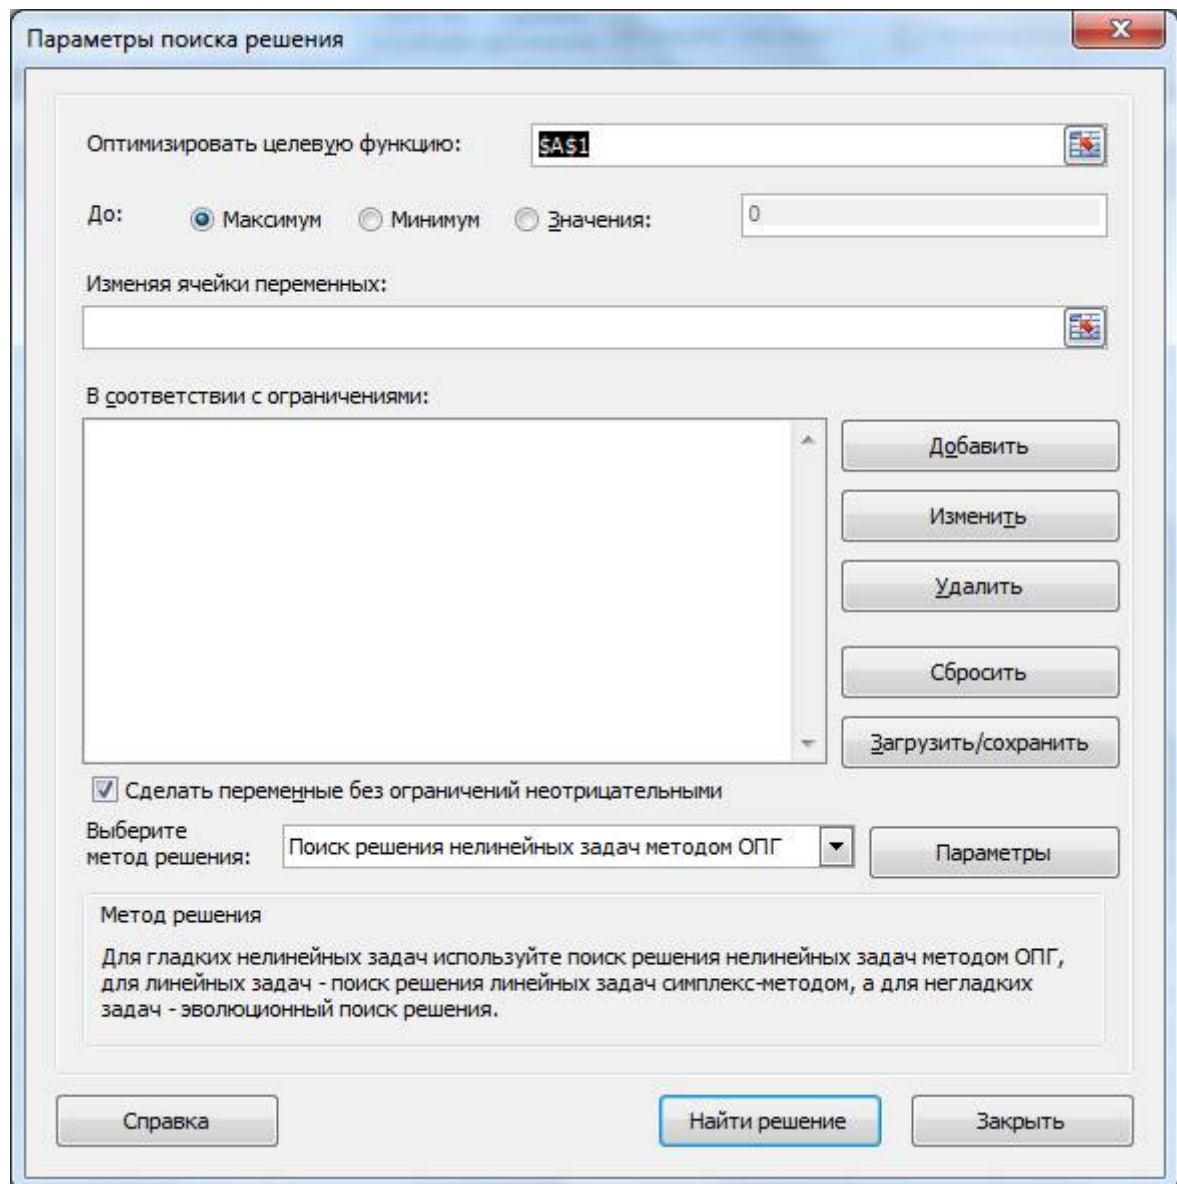 Параметры поиска решения
Оптимизировать целевую функцию:
$A$1
До:
Максимум
Минимум
Значения:
0
Изменяя ячейки переменных:
В соответствии с ограничениями:
Добавить
Изменить
Удалить
Сбросить
Загрузить/сохранить
Сделать переменные без ограничений неотрицательными
Выберите
метод решения:
Поиск решения нелинейных задач методом ОПГ
Параметры
Метод решения
Для гладких нелинейных задач используйте поиск решения нелинейных задач методом ОПГ,
для линейных задач - поиск решения линейных задач симплекс-методом, а для негладких
задач - эволюционный поиск решения.
Справка
Найти решение
Закрыть